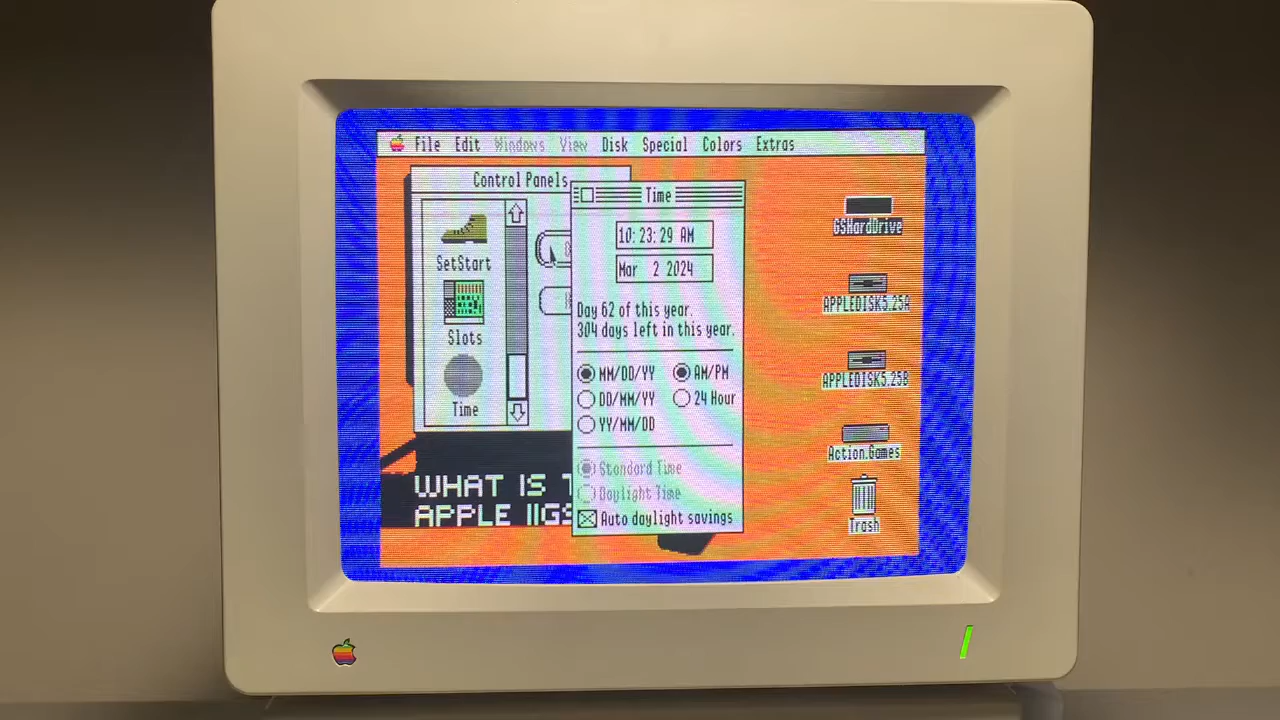 File Edit Windows View Disk Special Colors Extras
Control Panels
SetStart
Slots
Time
Time
10:23:29 AM
Mar 2 2024
Day 62 of this year.
304 days left in this year.
MM/DD/YY AM/PM
DD/MM/YY 24 Hour
YY/MM/DD
Standard Time
Daylight Time
Auto daylight savings
GSHardDrive
APPLEDISK5.25A
APPLEDISK5.25B
Action.Games
Trash
WHAT IS
APPLE IIGS